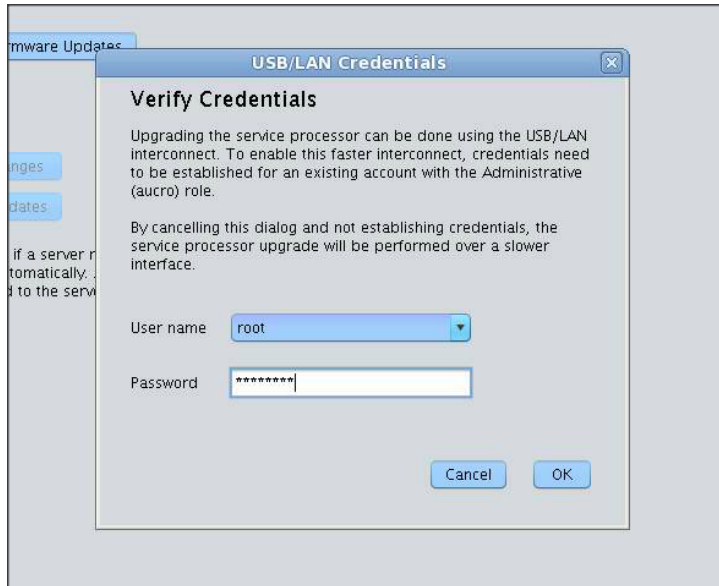 rmware Updates
USB/LAN Credentials
Verify Credentials
Upgrading the service processor can be done using the USB/LAN
interconnect. To enable this faster interconnect, credentials need
to be established for an existing account with the Administrative
(aucro) role.
anges
dates
By cancelling this dialog and not establishing credentials, the
service processor upgrade will be performed over a slower
interface.
if a server r
tomatically. .
d to the serv
User name root
Password ********
Cancel OK